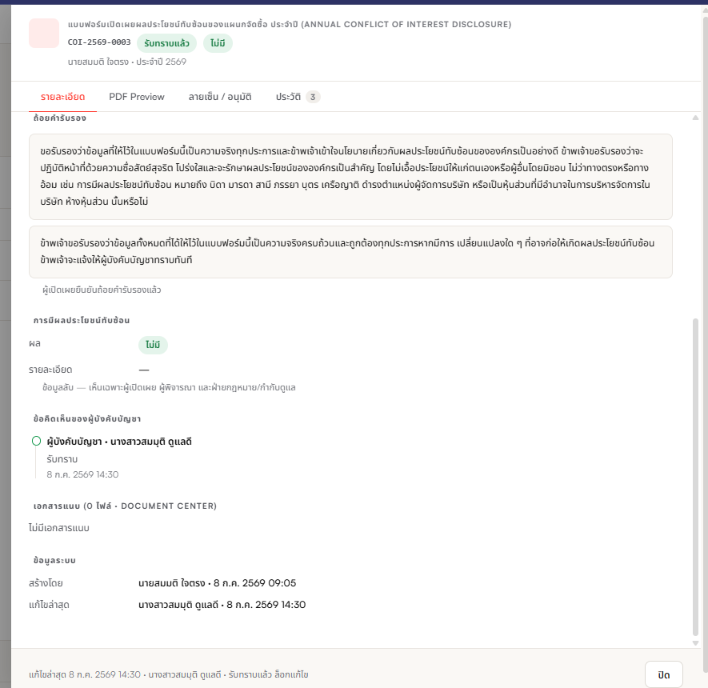 แบบฟอร์มเปิดเผยผลประโยชน์ทับซ้อนของแผนกจัดซื้อ ประจำปี (ANNUAL CONFLICT OF INTEREST DISCLOSURE)
COI-2569-0003 รับทราบแล้ว ไม่มี
นายสมมติ ใจตรง • ประจำปี 2569
รายละเอียด PDF Preview ลายเซ็น / อนุมัติ ประวัติ 3
ถ้อยคำรับรอง
ขอรับรองว่าข้อมูลที่ให้ไว้ในแบบฟอร์มนี้เป็นความจริงทุกประการและข้าพเจ้าเข้าใจนโยบายเกี่ยวกับผลประโยชน์ทับซ้อนขององค์กรเป็นอย่างดี ข้าพเจ้าขอรับรองว่าจะ
ปฏิบัติหน้าที่ด้วยความซื่อสัตย์สุจริต โปร่งใสและจะรักษาผลประโยชน์ขององค์กรเป็นสำคัญ โดยไม่เอื้อประโยชน์ให้แก่ตนเองหรือผู้อื่นโดยมิชอบ ไม่ว่าทางตรงหรือทาง
อ้อม เช่น การมีผลประโยชน์ทับซ้อน หมายถึง บิดา มารดา สามี ภรรยา บุตร เครือญาติ ดำรงตำแหน่งผู้จัดการบริษัท หรือเป็นหุ้นส่วนที่มีอำนาจในการบริหารจัดการใน
บริษัท ห้างหุ้นส่วน นั้นหรือไม่
ข้าพเจ้าขอรับรองว่าข้อมูลทั้งหมดที่ได้ให้ไว้ในแบบฟอร์มนี้เป็นความจริงครบถ้วนและถูกต้องทุกประการหากมีการ เปลี่ยนแปลงใด ๆ ที่อาจก่อให้เกิดผลประโยชน์ทับซ้อน
ข้าพเจ้าจะแจ้งให้ผู้บังคับบัญชาทราบทันที
ผู้เปิดเผยยืนยันถ้อยคำรับรองแล้ว
การมีผลประโยชน์ทับซ้อน
ผล ไม่มี
รายละเอียด —
ข้อมูลลับ — เห็นเฉพาะผู้เปิดเผย ผู้พิจารณา และฝ่ายกฎหมาย/กำกับดูแล
ข้อคิดเห็นของผู้บังคับบัญชา
ผู้บังคับบัญชา • นางสาวสมมุติ ดูแลดี
รับทราบ
8 ก.ค. 2569 14:30
เอกสารแนบ (0 ไฟล์ • DOCUMENT CENTER)
ไม่มีเอกสารแนบ
ข้อมูลระบบ
สร้างโดย นายสมมติ ใจตรง • 8 ก.ค. 2569 09:05
แก้ไขล่าสุด นางสาวสมมุติ ดูแลดี • 8 ก.ค. 2569 14:30
แก้ไขล่าสุด 8 ก.ค. 2569 14:30 • นางสาวสมมุติ ดูแลดี • รับทราบแล้ว ล็อกแก้ไข ปิด